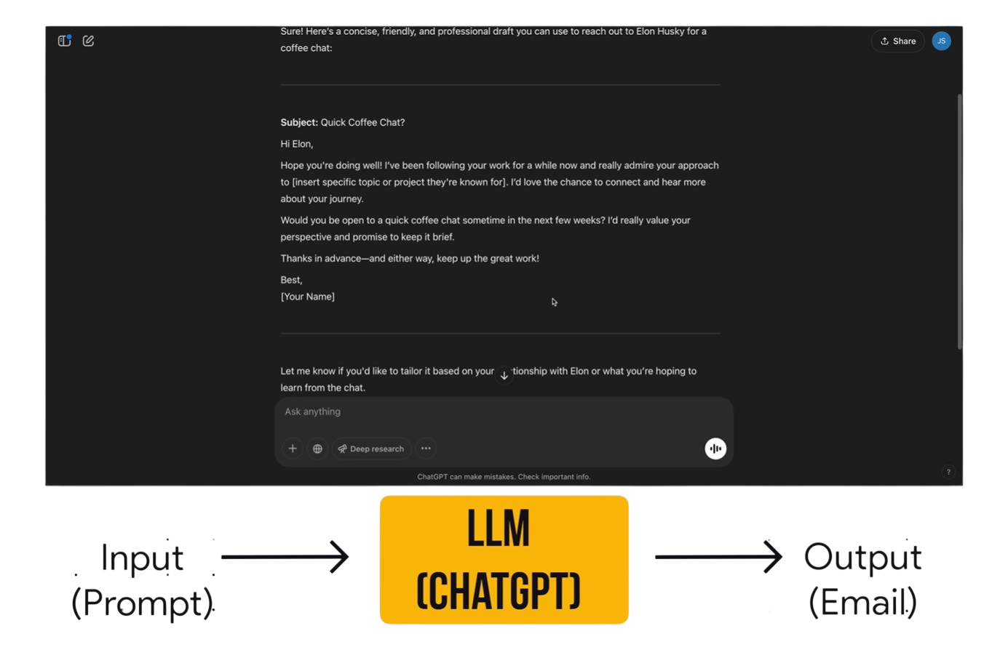 Sure! Here's a concise, friendly, and professional draft you can use to reach out to Elon Husky for a
coffee chat:
Share
JS
Subject: Quick Coffee Chat?
Hi Elon,
Hope you're doing well! I've been following your work for a while now and really admire your approach
to [insert specific topic or project they're known for]. I'd love the chance to connect and hear more
about your journey.
Would you be open to a quick coffee chat sometime in the next few weeks? I'd really value your
perspective and promise to keep it brief.
Thanks in advance—and either way, keep up the great work!
Best,
[Your Name]
Let me know if you'd like to tailor it based on your tionship with Elon or what you're hoping to
learn from the chat.
Ask anything
Deep research
ChatGPT can make mistakes. Check important info.
?
Input
(Prompt)
LLM
(CHATGPT)
Output
(Email)